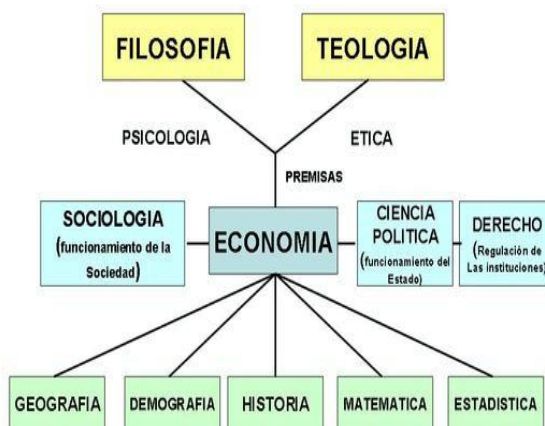 FILOSOFIA
TEOLOGIA
PSICOLOGIA
ETICA
PREMISAS
SOCIOLOGIA
(funcionamiento de la
Sociedad)
ECONOMIA
CIENCIA
POLITICA
(funcionamiento del
Estado)
DERECHO
(Regulación de
Las instituciones)
GEOGRAFIA
DEMOGRAFIA
HISTORIA
MATEMATICA
ESTADISTICA